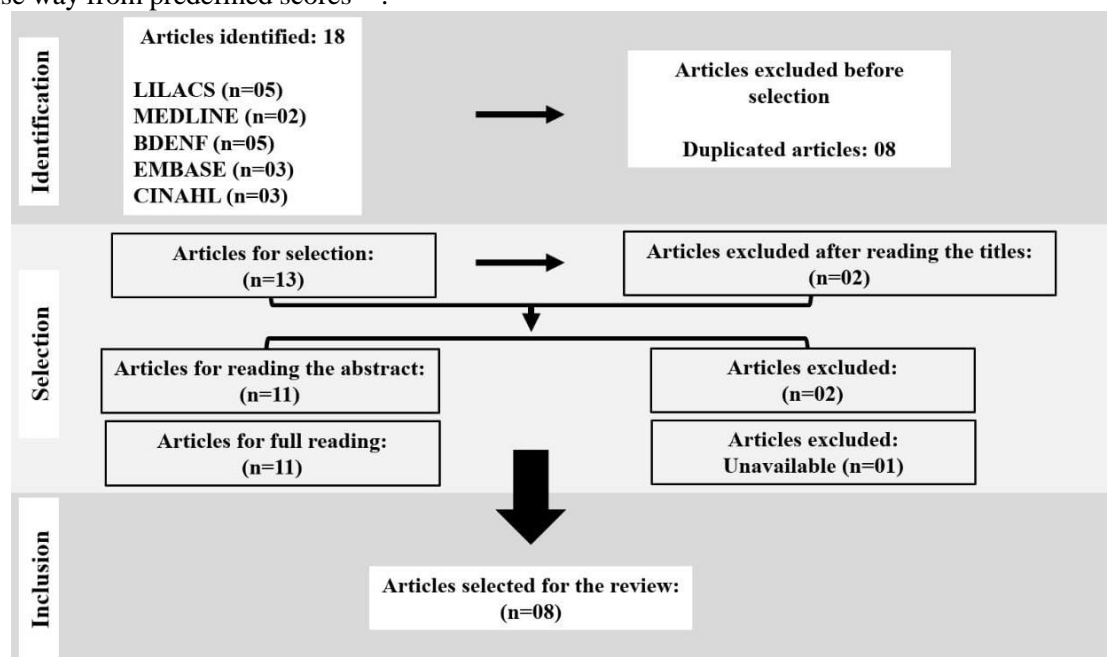 se way from predefined scores
Identification
Articles identified: 18
LILACS (n=05)
MEDLINE (n=02)
BDENF (n=05)
EMBASE (n=03)
CINAHL (n=03)
Articles excluded before
selection
Duplicated articles: 08
Selection
Articles for selection:
(n=13)
Articles excluded after reading the titles:
(n=02)
Articles for reading the abstract:
(n=11)
Articles excluded:
(n=02)
Articles for full reading:
(n=11)
Articles excluded:
Unavailable (n=01)
Inclusion
Articles selected for the review:
(n=08)